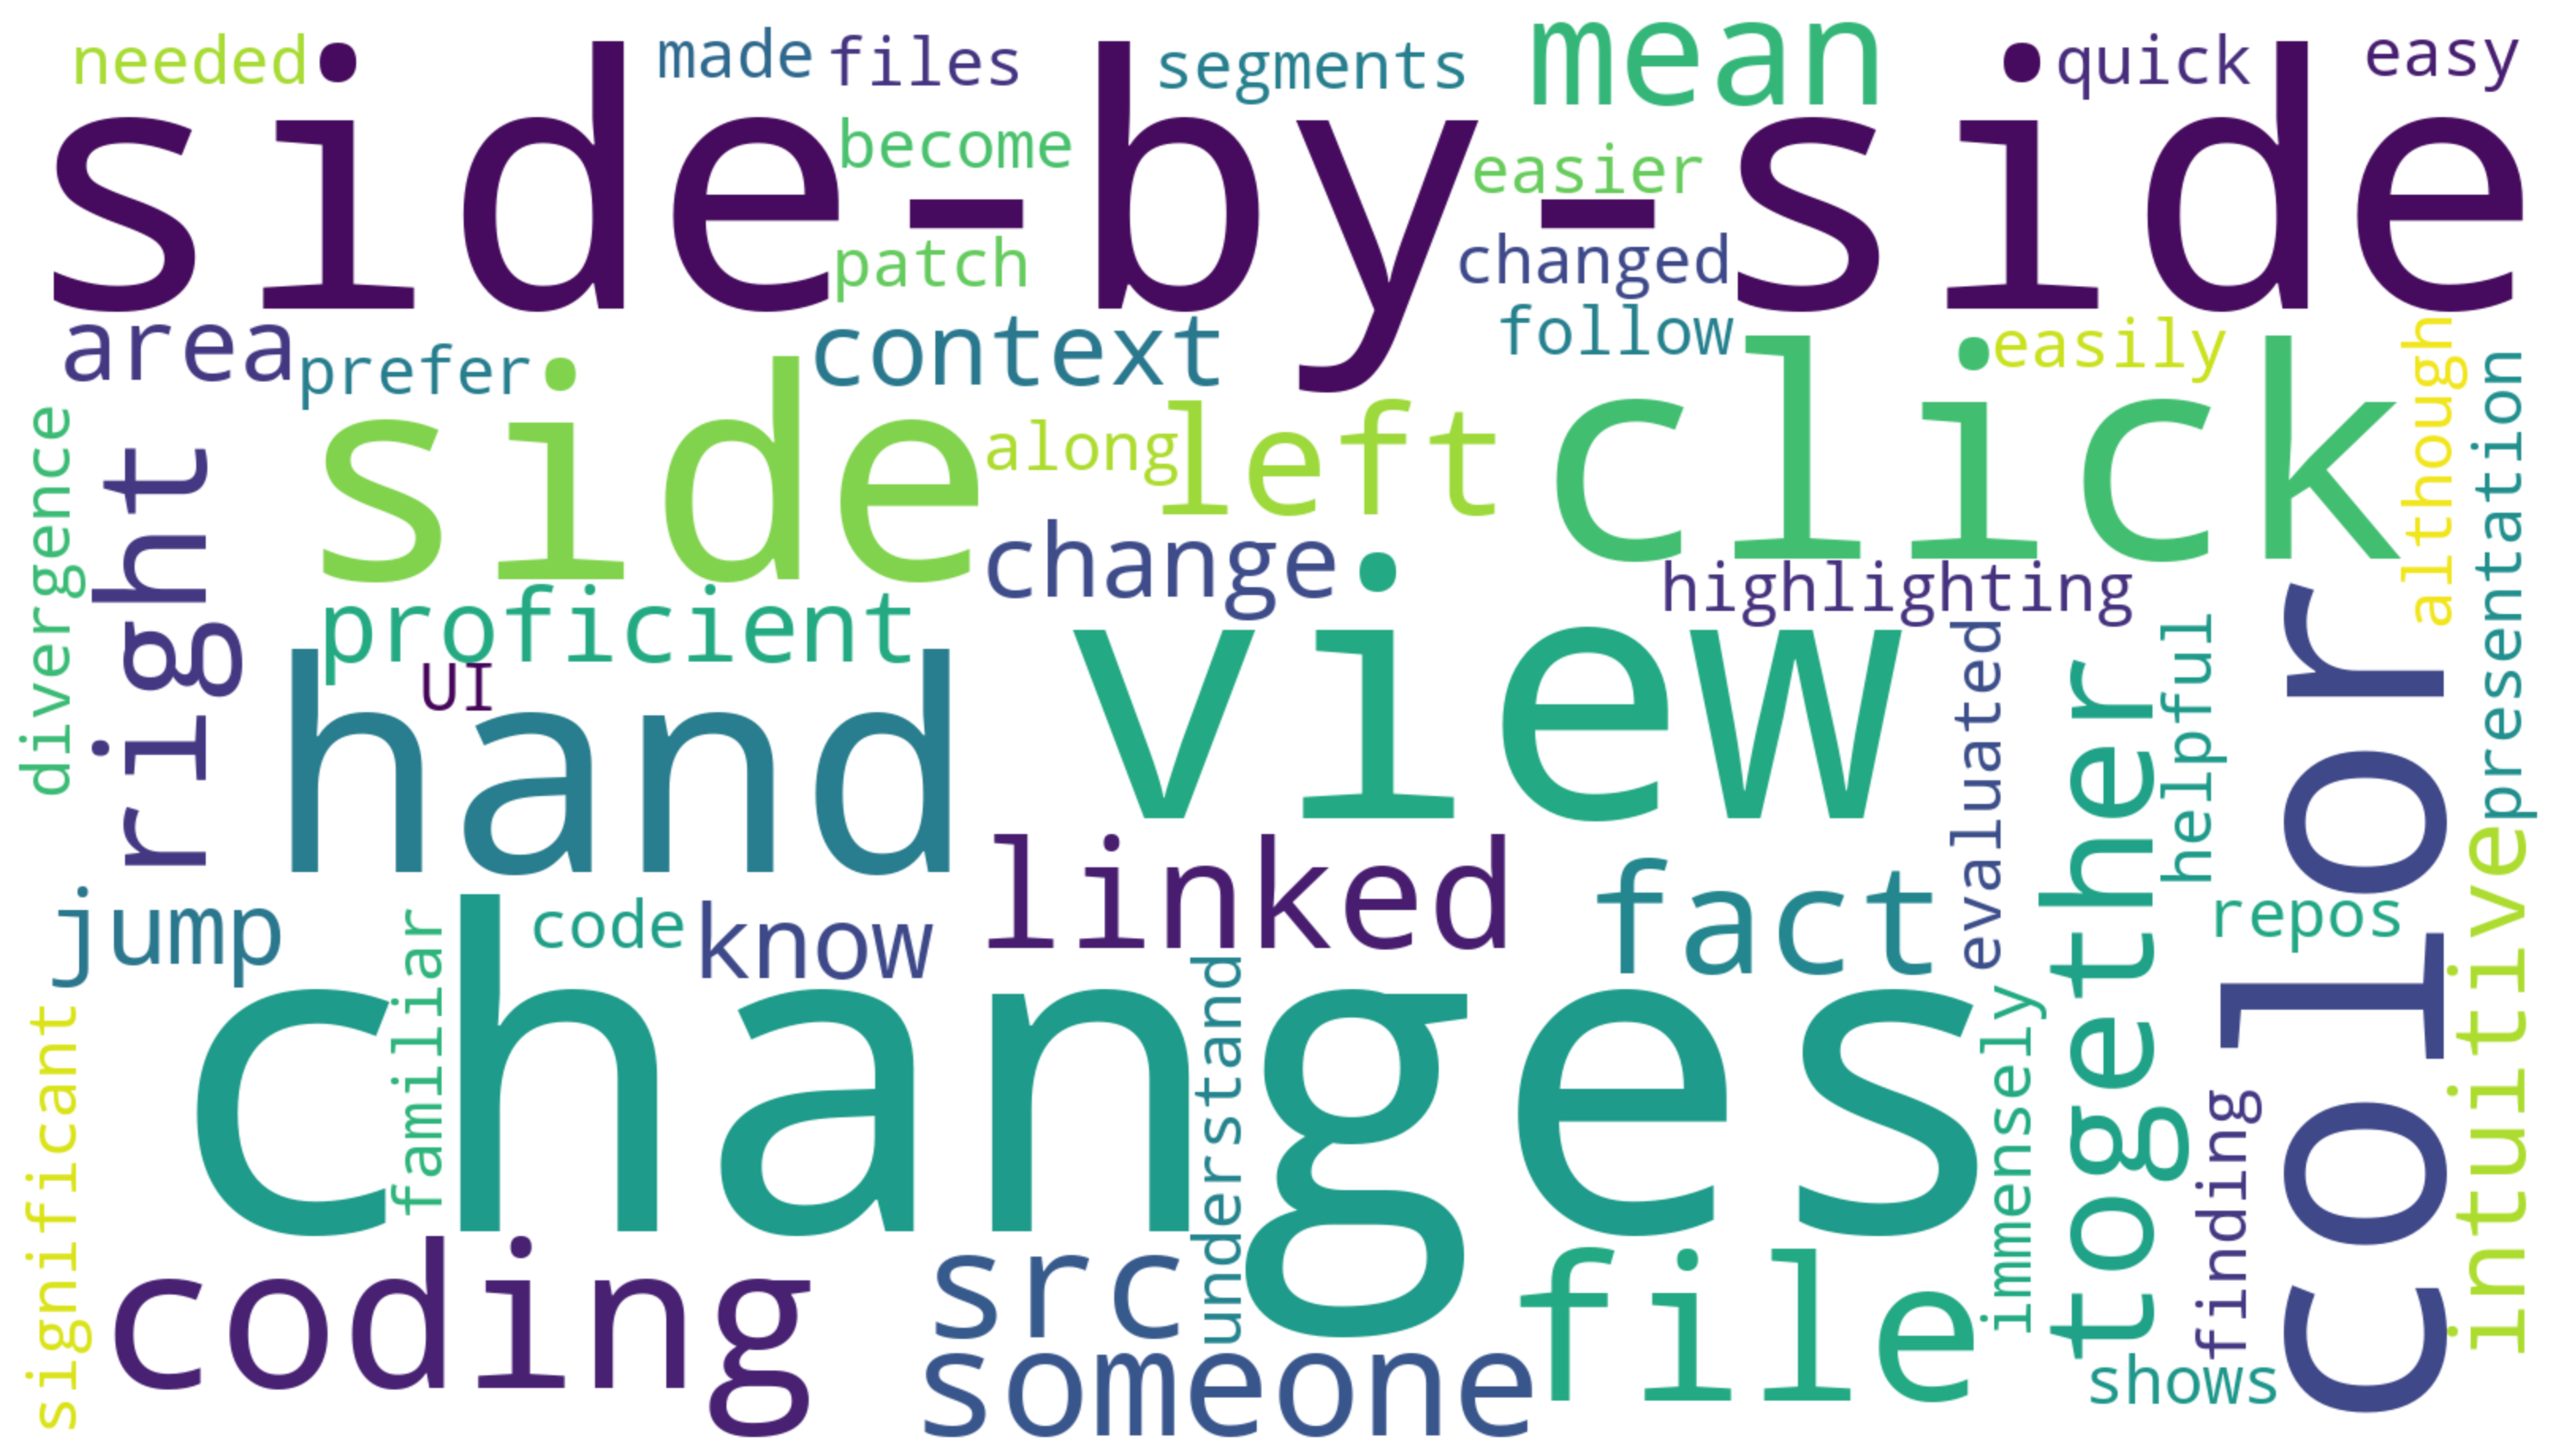 needed
made
files
segments
mean
quick
easy
side-by-side
become
easier
patch
changed
area
prefer
context
follow
easily
although
presentation
divergence
right
side
along
left
click
change
highlighting
proficient
UI
hand
view
evaluated
together
helpful
color
linked
fact
intuitive
jump
familiar
code
know
repos
changes
understand
immensely
finding
significant
coding
src
file
someone
shows